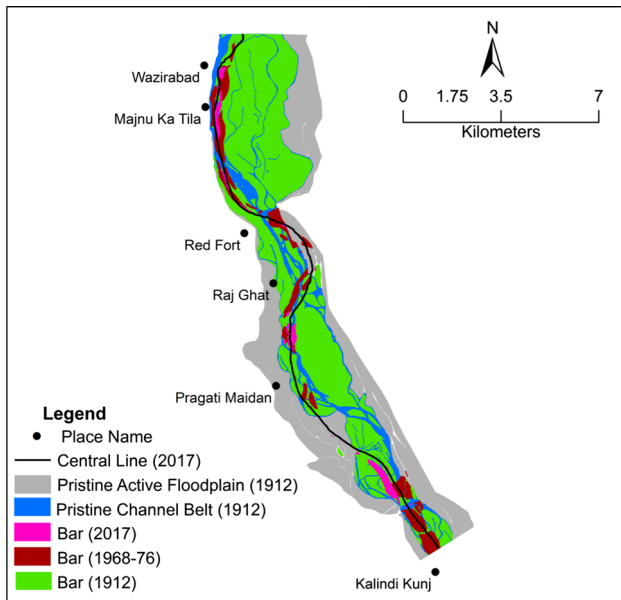 N
0 1.75 3.5 7
Kilometers
Wazirabad
Majnu Ka Tila
Red Fort
Raj Ghat
Pragati Maidan
Kalindi Kunj
Legend
Place Name
Central Line (2017)
Pristine Active Floodplain (1912)
Pristine Channel Belt (1912)
Bar (2017)
Bar (1968-76)
Bar (1912)